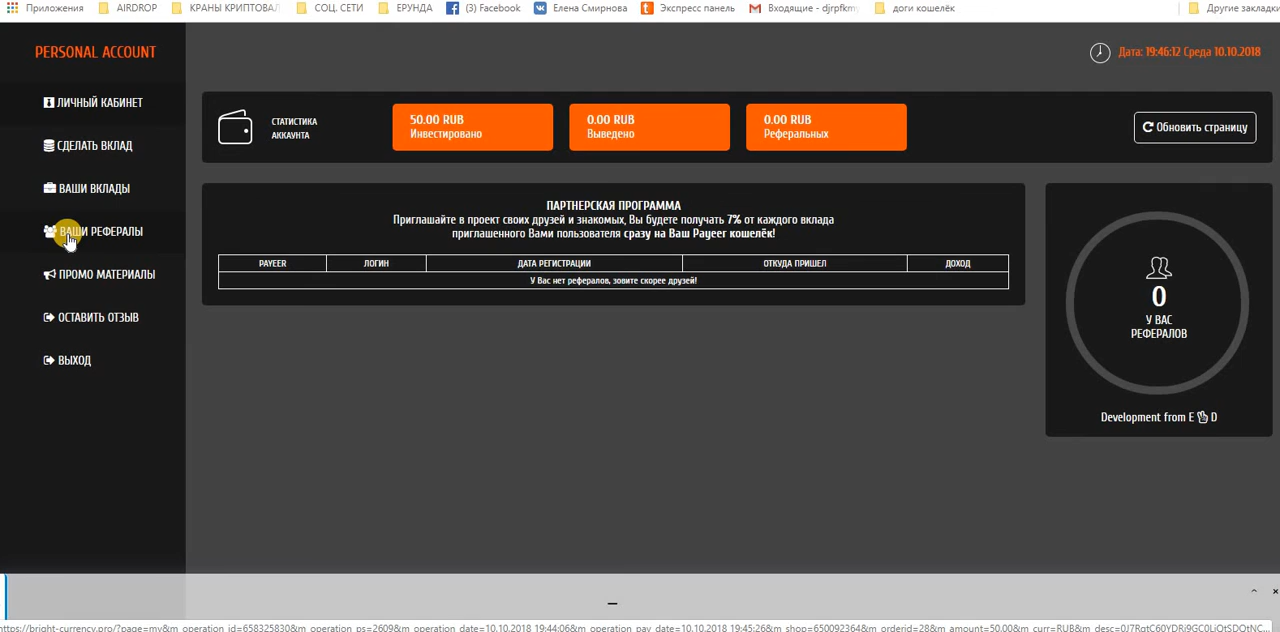 Приложения AIRDROP КРАНЫ КРИПТОВАЛ СОЦ. СЕТИ ЕРУНДА (3) Facebook Елена Смирнова Экспресс панель Входящие - djrpfkmy доги кошелёк Другие закладки
PERSONAL ACCOUNT
Дата: 19:46:12 Среда 10.10.2018
ЛИЧНЫЙ КАБИНЕТ
СДЕЛАТЬ ВКЛАД
ВАШИ ВКЛАДЫ
ВАШИ РЕФЕРАЛЫ
ПРОМО МАТЕРИАЛЫ
ОСТАВИТЬ ОТЗЫВ
ВЫХОД
СТАТИСТИКА
АККАУНТА
50.00 RUB
Инвестировано
0.00 RUB
Выведено
0.00 RUB
Реферальных
Обновить страницу
ПАРТНЕРСКАЯ ПРОГРАММА
Приглашайте в проект своих друзей и знакомых, Вы будете получать 7% от каждого вклада
приглашенного Вами пользователя сразу на Ваш Payeer кошелёк!
PAYEER ЛОГИН ДАТА РЕГИСТРАЦИИ ОТКУДА ПРИШЕЛ ДОХОД
У Вас нет рефералов, зовите скорее друзей!
0
У ВАС
РЕФЕРАЛОВ
Development from E D
https://bright-currency.pro/?page=my&m_operation_id=658325830&m_operation_ps=2609&m_operation_date=10.10.2018 19:44:06&m_operation_pay_date=10.10.2018 19:45:26&m_shop=650092364&m_orderid=28&m_amount=50.00&m_curr=RUB&m_desc=